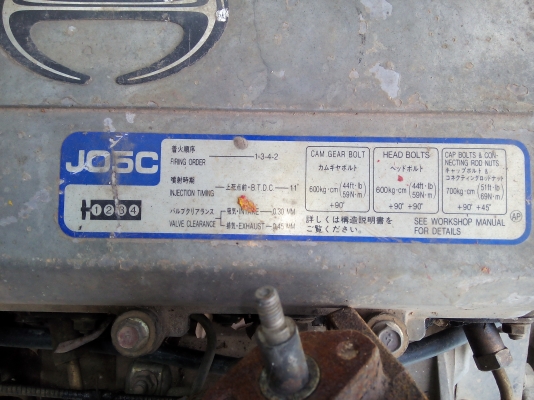 J05C
着火順序
FIRING ORDER 1-3-4-2
噴射時期
INJECTION TIMING 上死点前・B.T.D.C 11°
バルブクリアランス 吸気・INTAKE 0.30 MM
VALVE CLEARANCE 排気・EXHAUST 0.45 MM
1 2 3 4
CAM GEAR BOLT
カムギヤボルト
600kg·cm (44ft·lb 59N·m)
+90°
HEAD BOLTS
ヘッドボルト
600kg·cm (44ft·lb 59N·m)
+90° +90°
CAP BOLTS & CON-
NECTING ROD NUTS
キャップボルト &
コネクティングロッドナット
700kg·cm (51ft·lb 69N·m)
+90° +45°
詳しくは構造説明書を
ご覧ください。
SEE WORKSHOP MANUAL
FOR DETAILS
AP